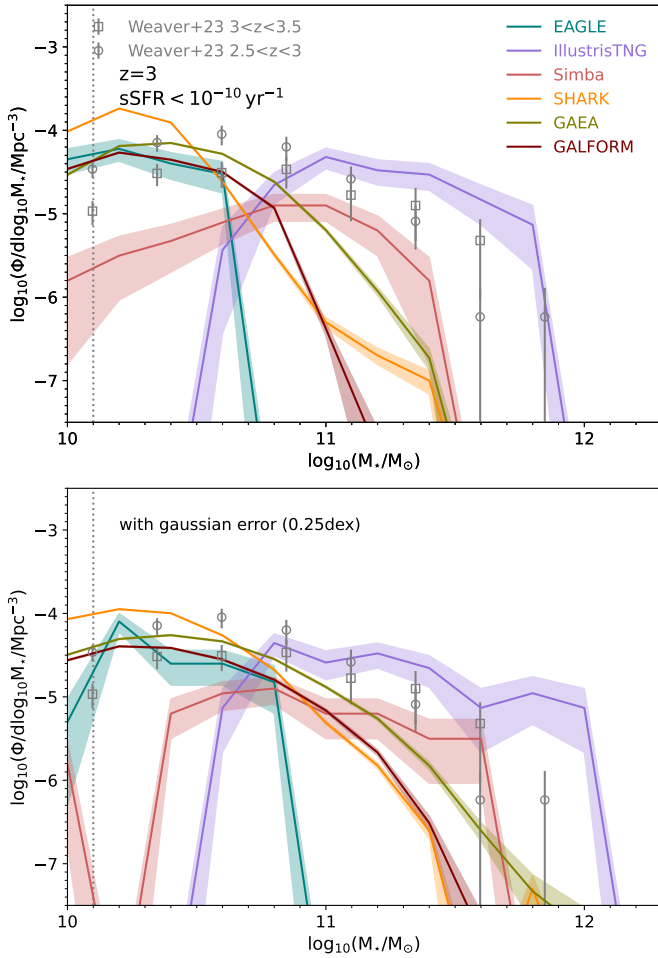 Weaver+23 3<z<3.5
Weaver+23 2.5<z<3
z=3
sSFR < 10⁻¹⁰ yr⁻¹
EAGLE
IllustrisTNG
Simba
SHARK
GAEA
GALFORM
−3
−4
−5
−6
−7
log₁₀(Φ/dlog₁₀M⋆/Mpc⁻³)
10
11
12
log₁₀(M⋆/M⊙)
with gaussian error (0.25dex)
−3
−4
−5
−6
−7
log₁₀(Φ/dlog₁₀M⋆/Mpc⁻³)
10
11
12
log₁₀(M⋆/M⊙)